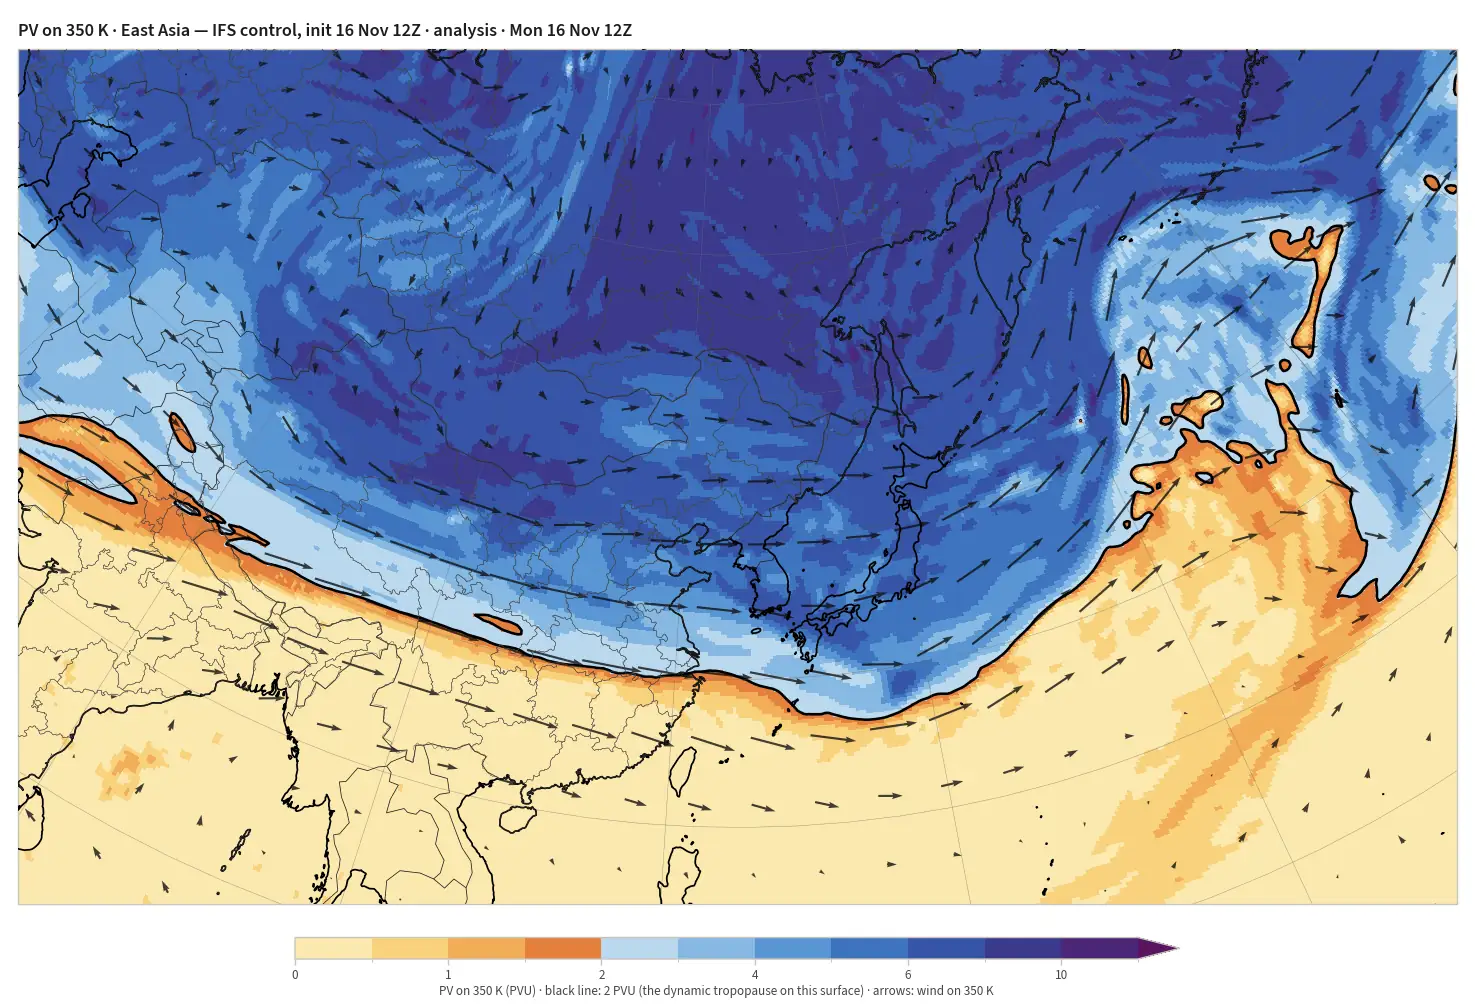 PV on 350 K · East Asia — IFS control, init 16 Nov 12Z · analysis · Mon 16 Nov 12Z
0 1 2 4 6 10
PV on 350 K (PVU) · black line: 2 PVU (the dynamic tropopause on this surface) · arrows: wind on 350 K